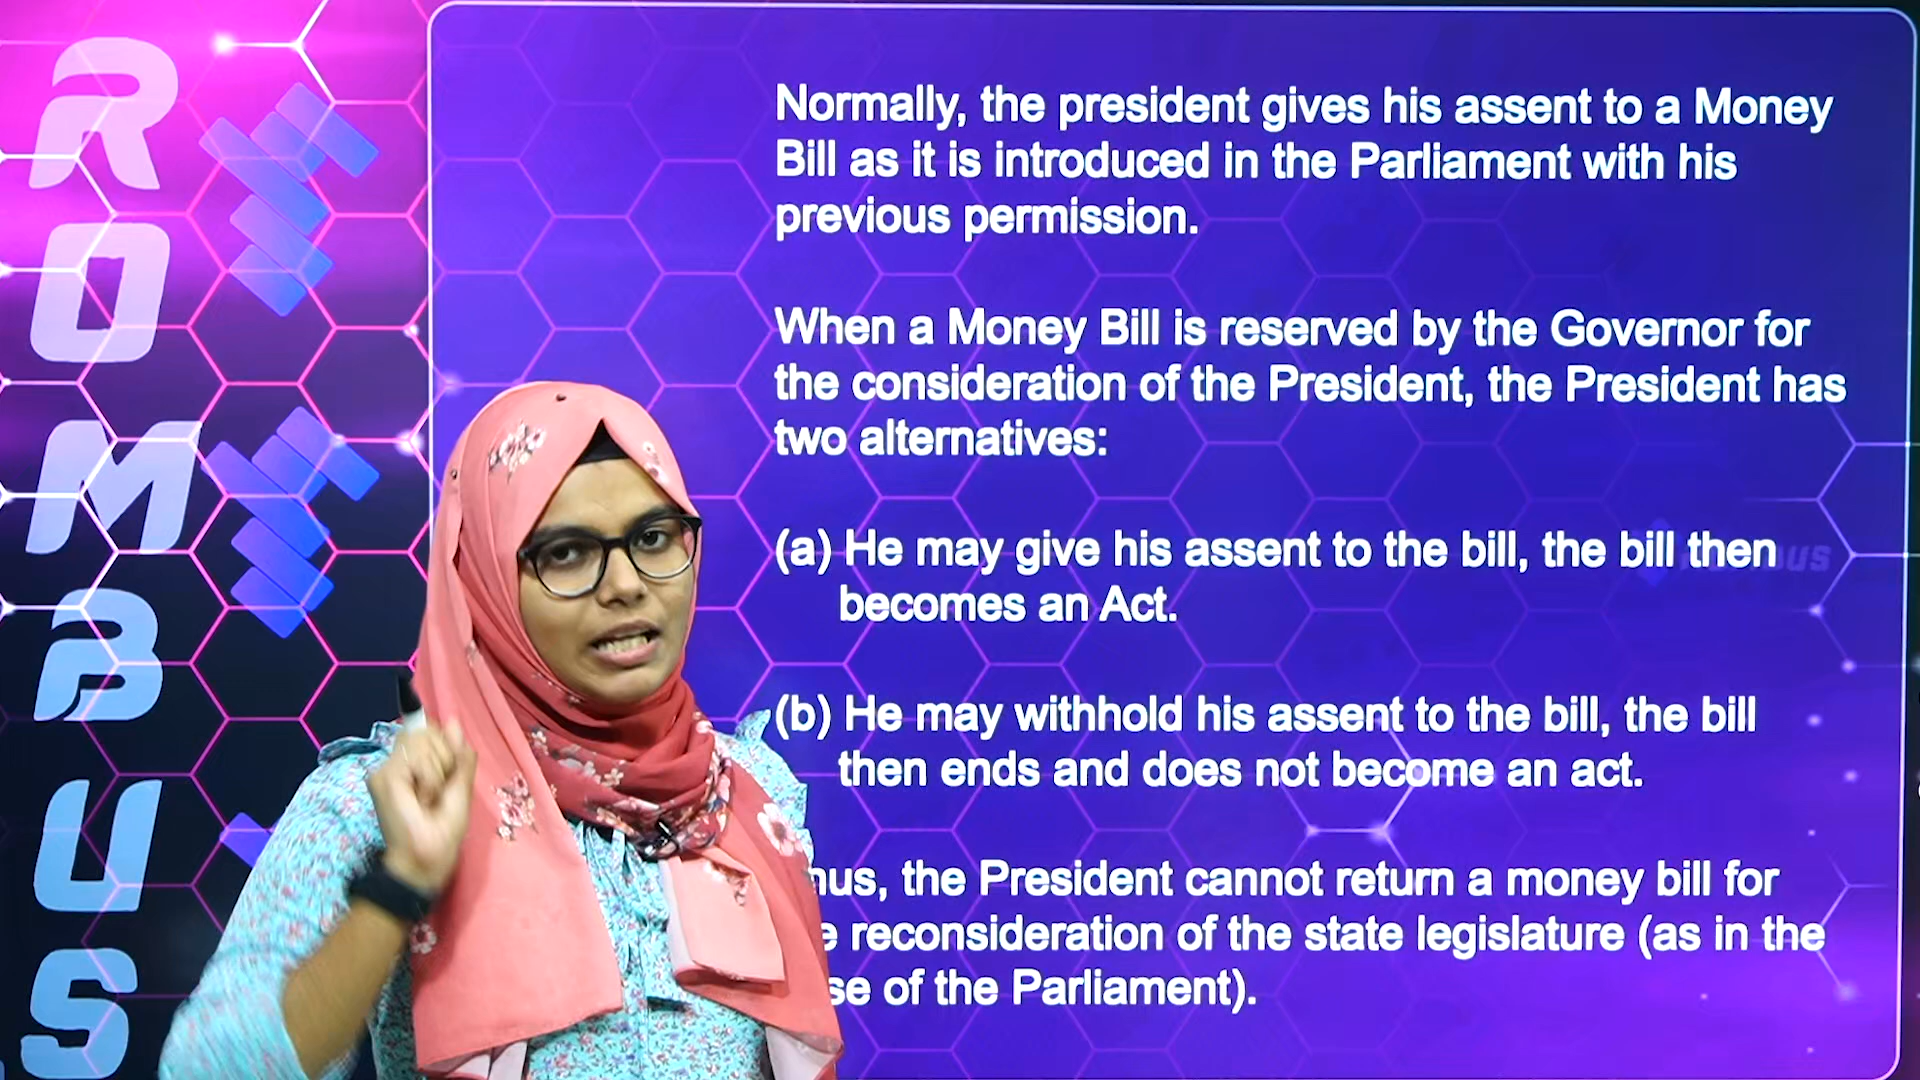 ROMBUS
Normally, the president gives his assent to a Money
Bill as it is introduced in the Parliament with his
previous permission.
When a Money Bill is reserved by the Governor for
the consideration of the President, the President has
two alternatives:
(a) He may give his assent to the bill, the bill then
becomes an Act.
(b) He may withhold his assent to the bill, the bill
then ends and does not become an act.
the President cannot return a money bill for
reconsideration of the state legislature (as in the
of the Parliament).